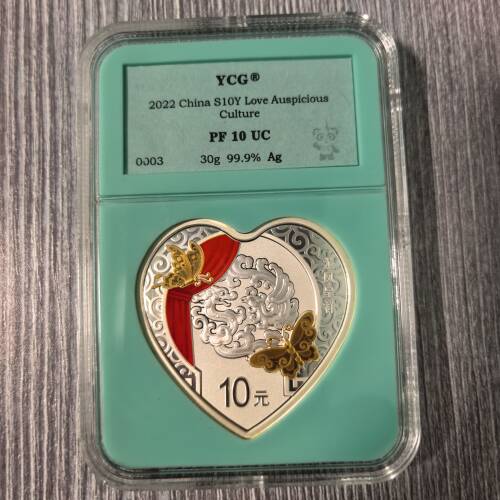 YCG®
2022 China S10Y Love Auspicious
Culture
PF 10 UC
0003 30g 99.9% Ag
10元